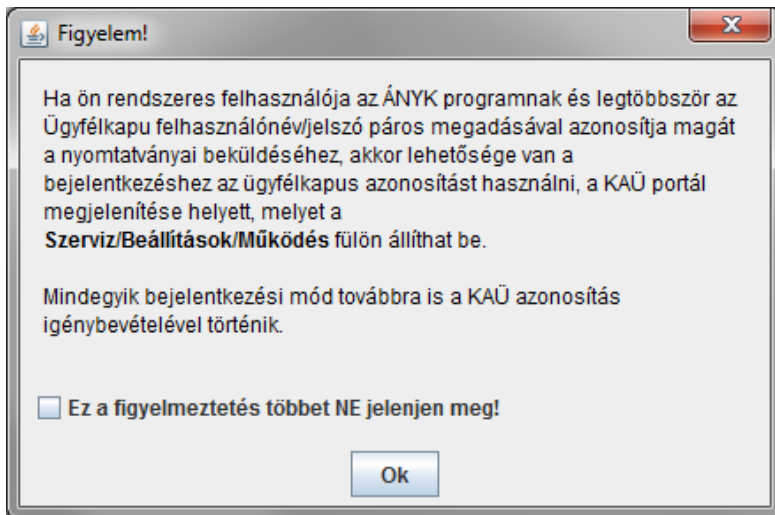 Figyelem!
Ha ön rendszeres felhasználója az ÁNYK programnak és legtöbbször az
Ügyfélkapu felhasználónév/jelszó páros megadásával azonosítja magát
a nyomtatványai beküldéséhez, akkor lehetősége van a
bejelentkezéshez az ügyfélkapus azonosítást használni, a KAÜ portál
megjelenítése helyett, melyet a
Szerviz/Beállítások/Működés fülön állíthat be.
Mindegyik bejelentkezési mód továbbra is a KAÜ azonosítás
igénybevételével történik.
Ez a figyelmeztetés többet NE jelenjen meg!
Ok